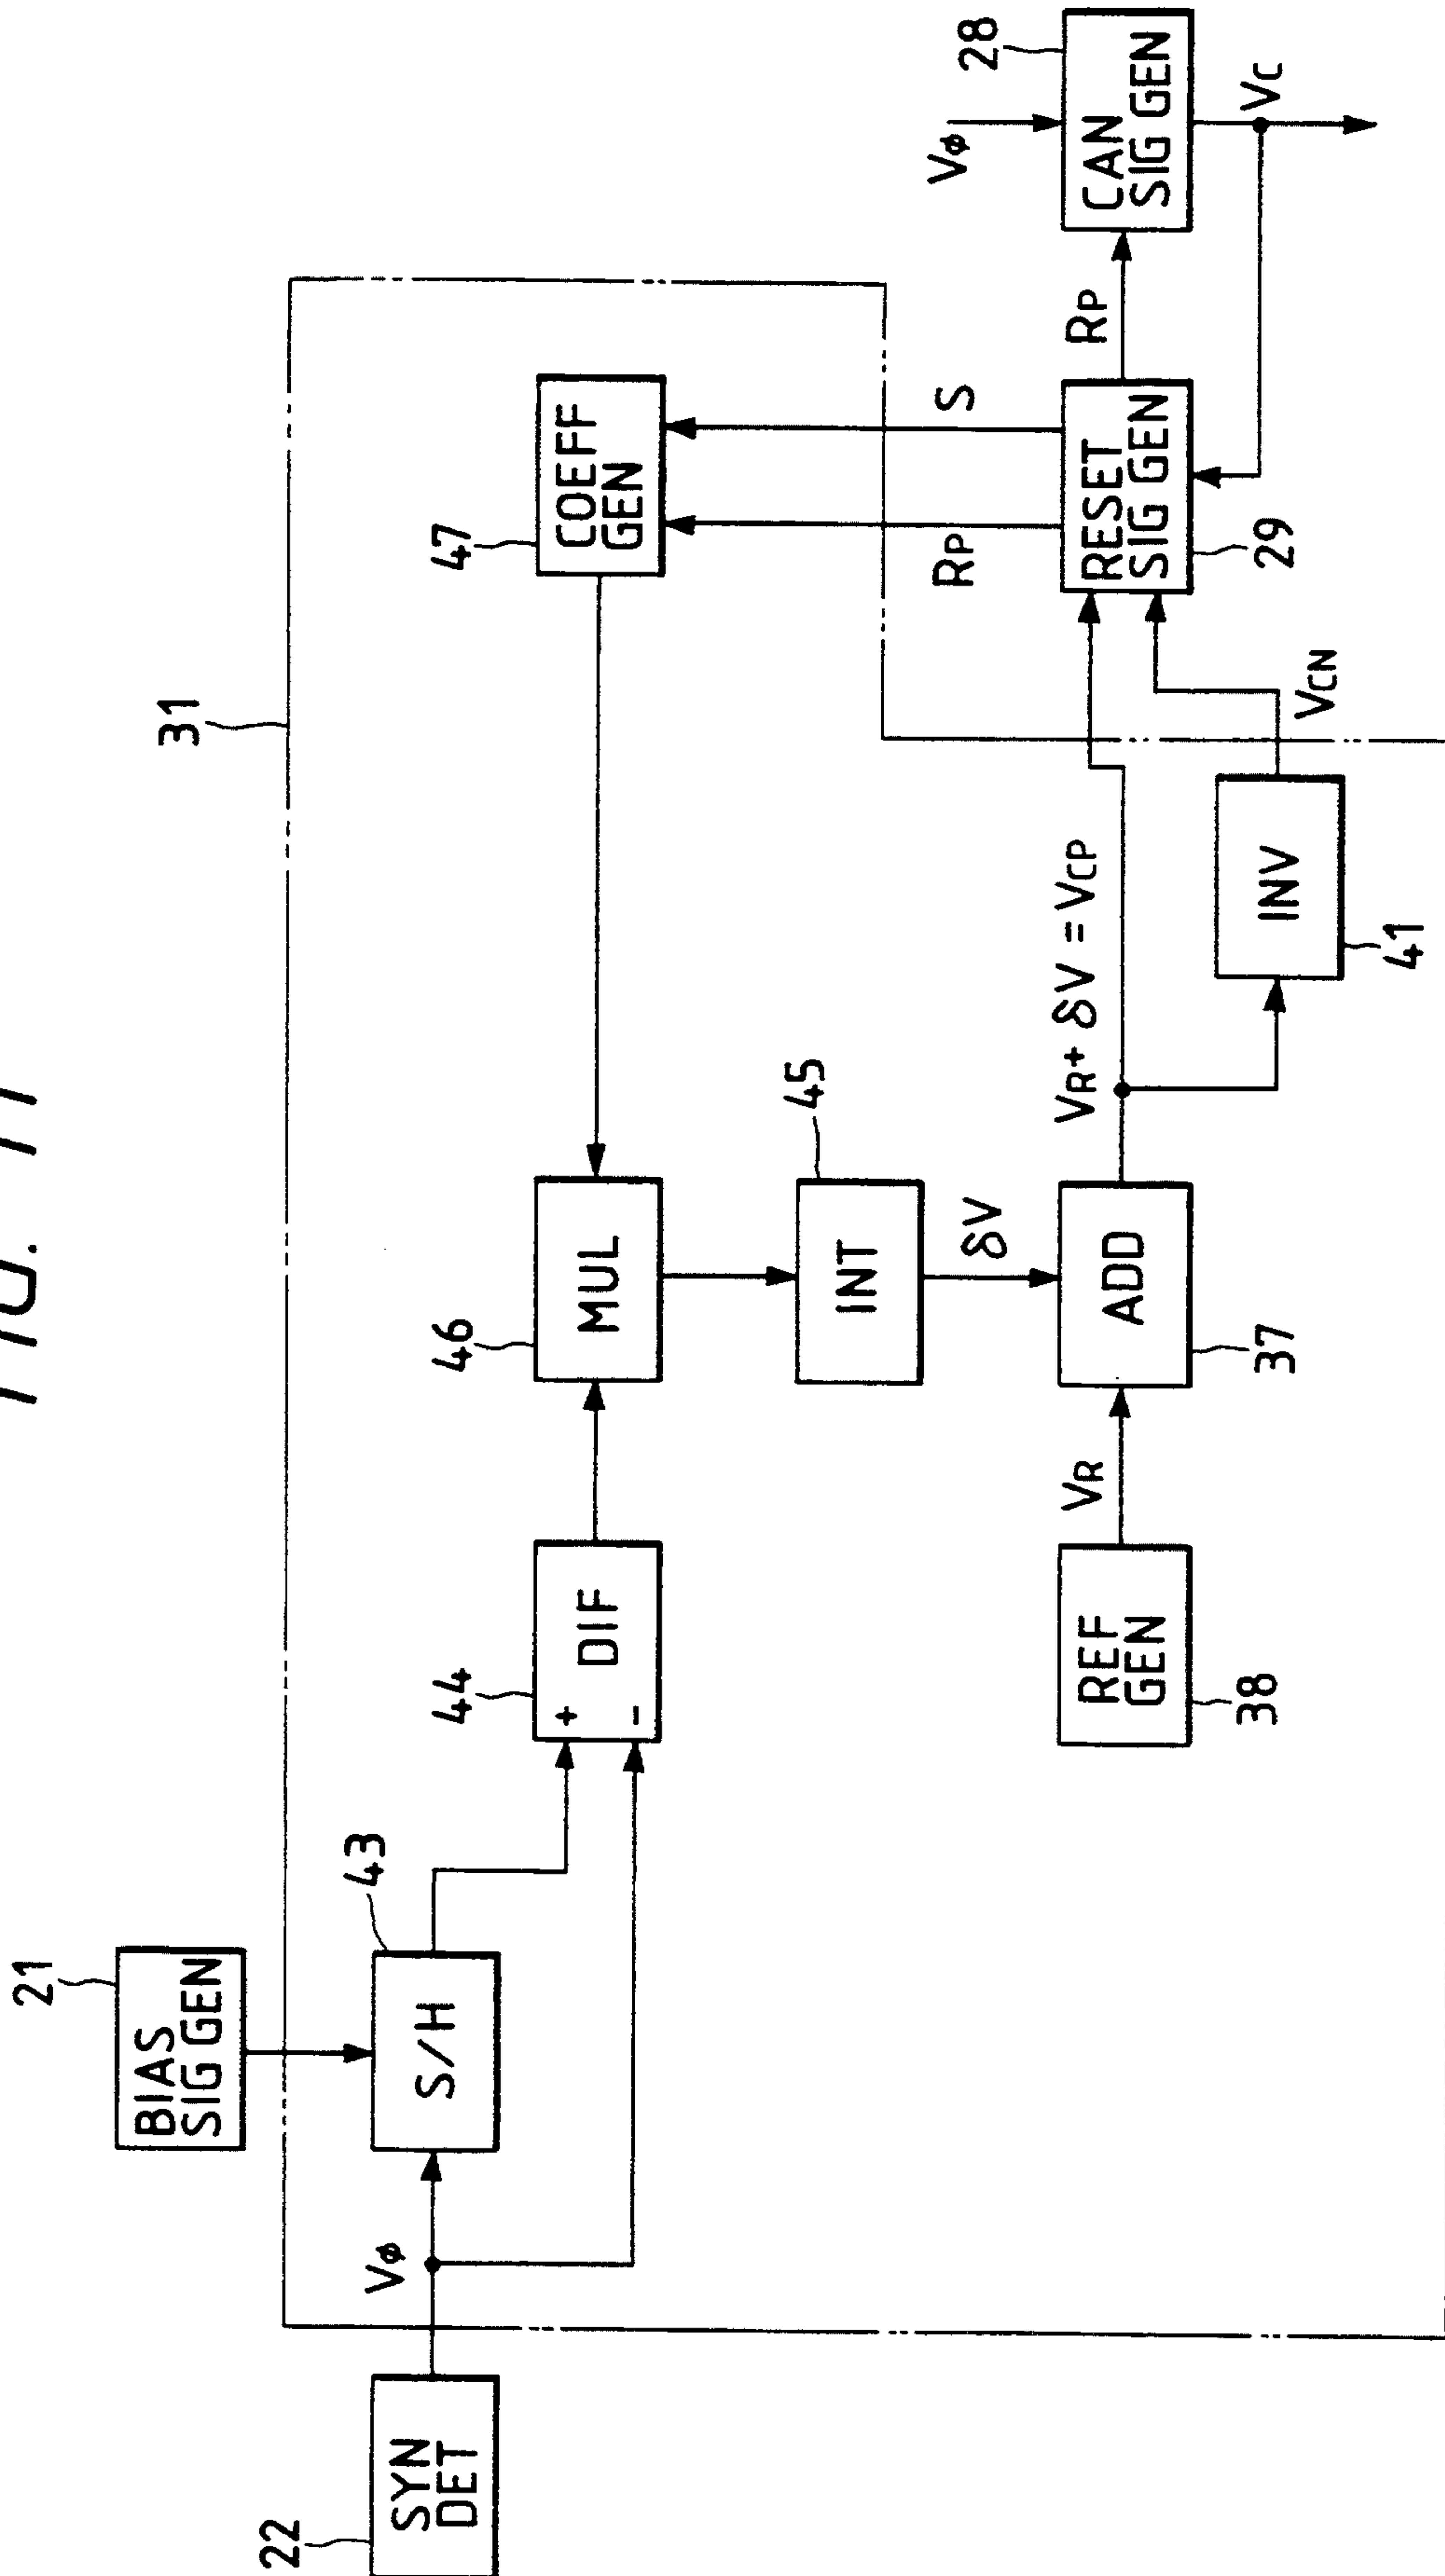 31
21
BIAS
SIG GEN
22
SYN
DET
Vφ
43
S/H
44
+
-
DIF
46
MUL
47
COEFF
GEN
45
INT
δV
38
REF
GEN
VR
37
ADD
VR + δV = VCP
41
INV
VCN
RP
S
29
RESET
SIG GEN
RP
Vφ
28
CAN
SIG GEN
VC